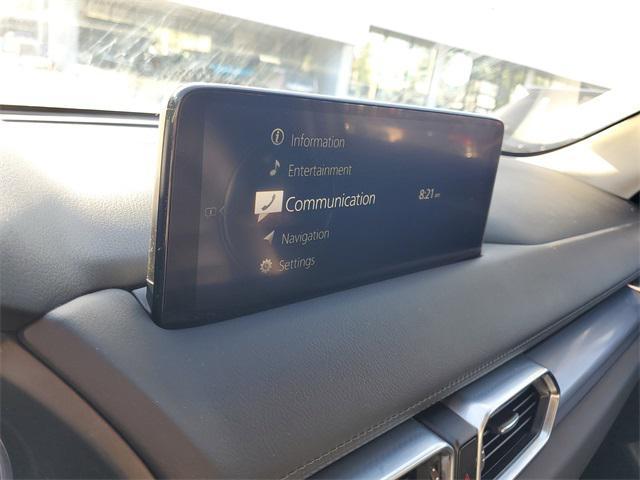 Information
Entertainment
Communication
8:21
Navigation
Settings